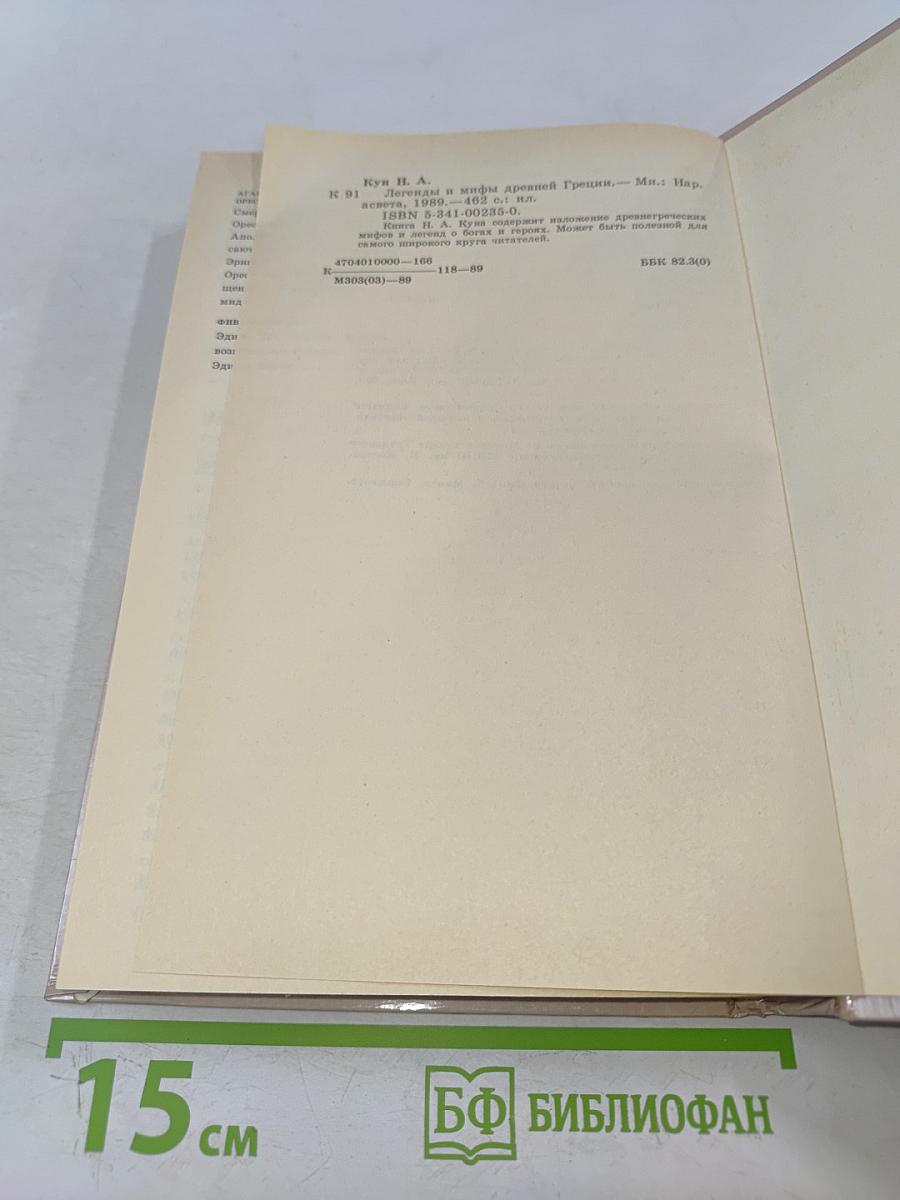 Кун Н. А.
К 91 Легенды и мифы древней Греции.— Мн.: Нар.
асвета, 1989.—462 с.: ил.
ISBN 5-341-00235-0.
Книга Н. А. Куна содержит изложение древнегреческих
мифов и легенд о богах и героях. Может быть полезной для
самого широкого круга читателей.
4704010000—166
К 118—89 ББК 82.3(0)
М303(03)—89
15 см
БФ БИБЛИОФАН